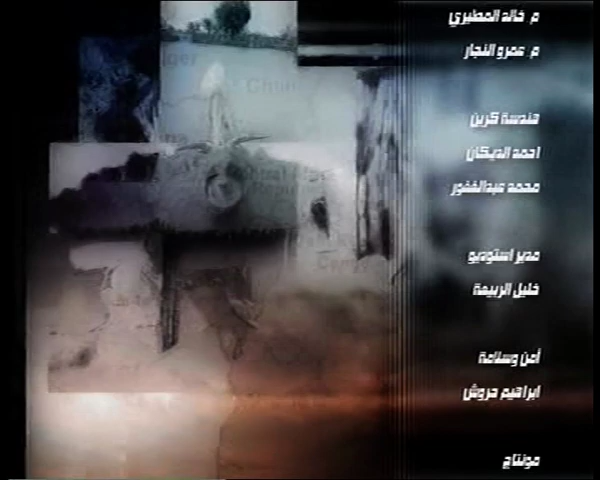 م. خالد المطيري
م. عمرو النجار
هندسة كرين
احمد الديكان
محمد عبدالغفور
مدير استوديو
خليل الربيعة
أمن وسلامة
ابراهيم حروش
مونتاج